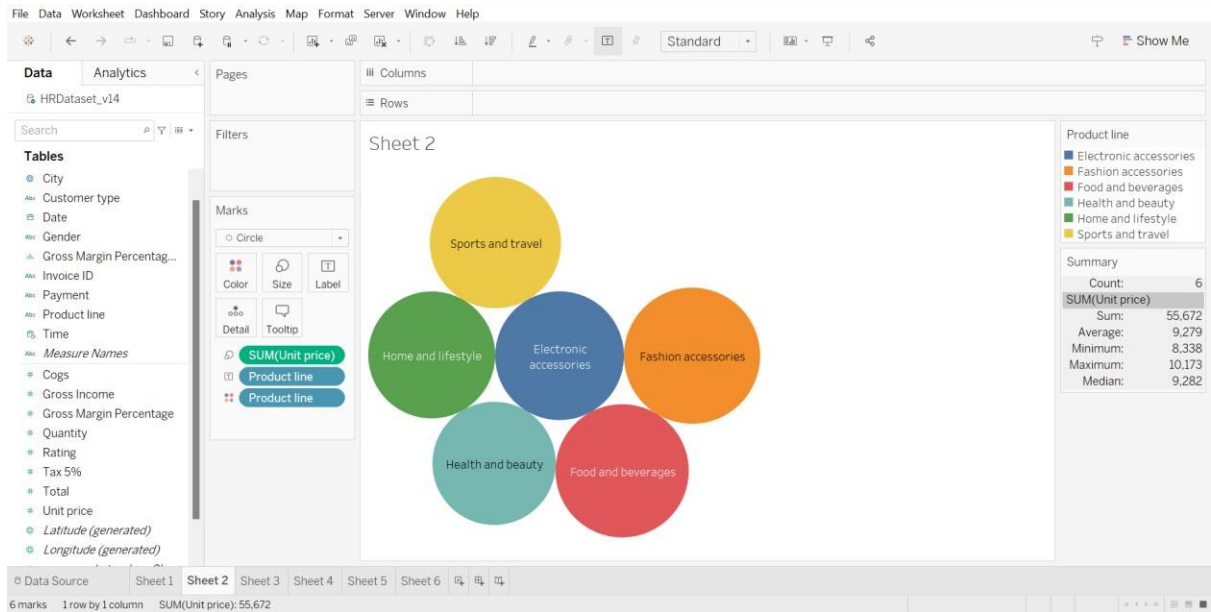 File Data Worksheet Dashboard Story Analysis Map Format Server Window Help
Standard
Show Me
Data Analytics
HRDataset_v14
Search
Tables
City
Abc Customer type
Date
Abc Gender
Gross Margin Percentag...
Abc Invoice ID
Abc Payment
Abc Product line
Time
Abc Measure Names
# Cogs
# Gross Income
# Gross Margin Percentage
# Quantity
# Rating
# Tax 5%
# Total
# Unit price
Latitude (generated)
Longitude (generated)
Pages
Filters
Marks
Circle
Color Size Label
Detail Tooltip
SUM(Unit price)
Product line
Product line
Columns
Rows
Sheet 2
Sports and travel
Home and lifestyle
Electronic
accessories
Fashion accessories
Health and beauty
Food and beverages
Product line
Electronic accessories
Fashion accessories
Food and beverages
Health and beauty
Home and lifestyle
Sports and travel
Summary
Count: 6
SUM(Unit price)
Sum: 55,672
Average: 9,279
Minimum: 8,338
Maximum: 10,173
Median: 9,282
Data Source Sheet 1 Sheet 2 Sheet 3 Sheet 4 Sheet 5 Sheet 6
6 marks 1 row by 1 column SUM(Unit price): 55,672